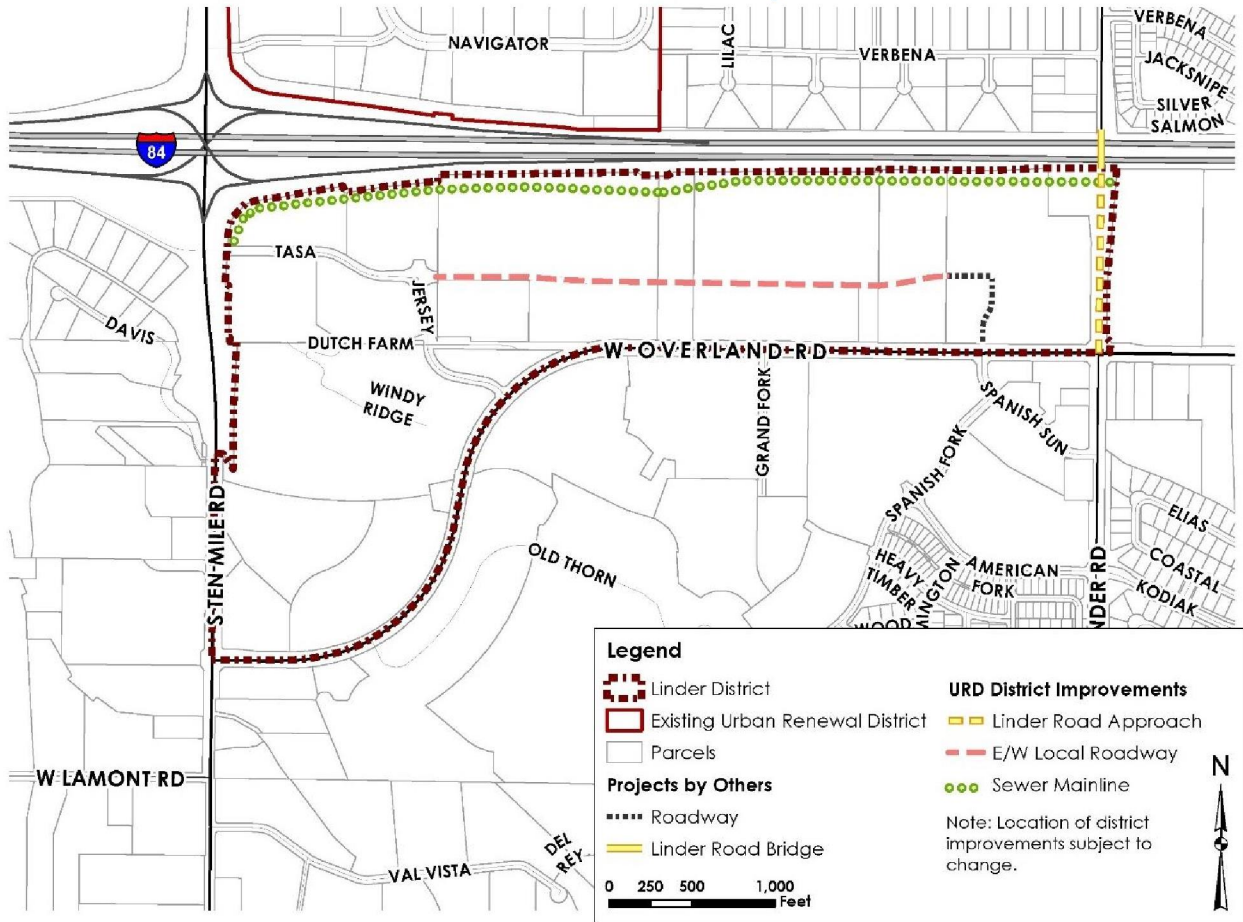 NAVIGATOR
LILAC
VERBENA
VERBENA
JACKSNIPE
SILVER
SALMON
84
TASA
JERSEY
DAVIS
DUTCH FARM
W OVERLAND RD
WINDY
RIDGE
GRAND FORK
SPANISH SUN
SPANISH FORK
S TEN MILE RD
ELIAS
OLD THORN
HEAVY
TIMBER
AMERICAN
FORK
COASTAL
KODIAK
WOOD
MINGTON
NDER RD
W LAMONT RD
VAL VISTA
DEL
REY
Legend
Linder District
Existing Urban Renewal District
Parcels
Projects by Others
Roadway
Linder Road Bridge
0 250 500 1,000
Feet
URD District Improvements
Linder Road Approach
E/W Local Roadway
Sewer Mainline
Note: Location of district
improvements subject to
change.
N